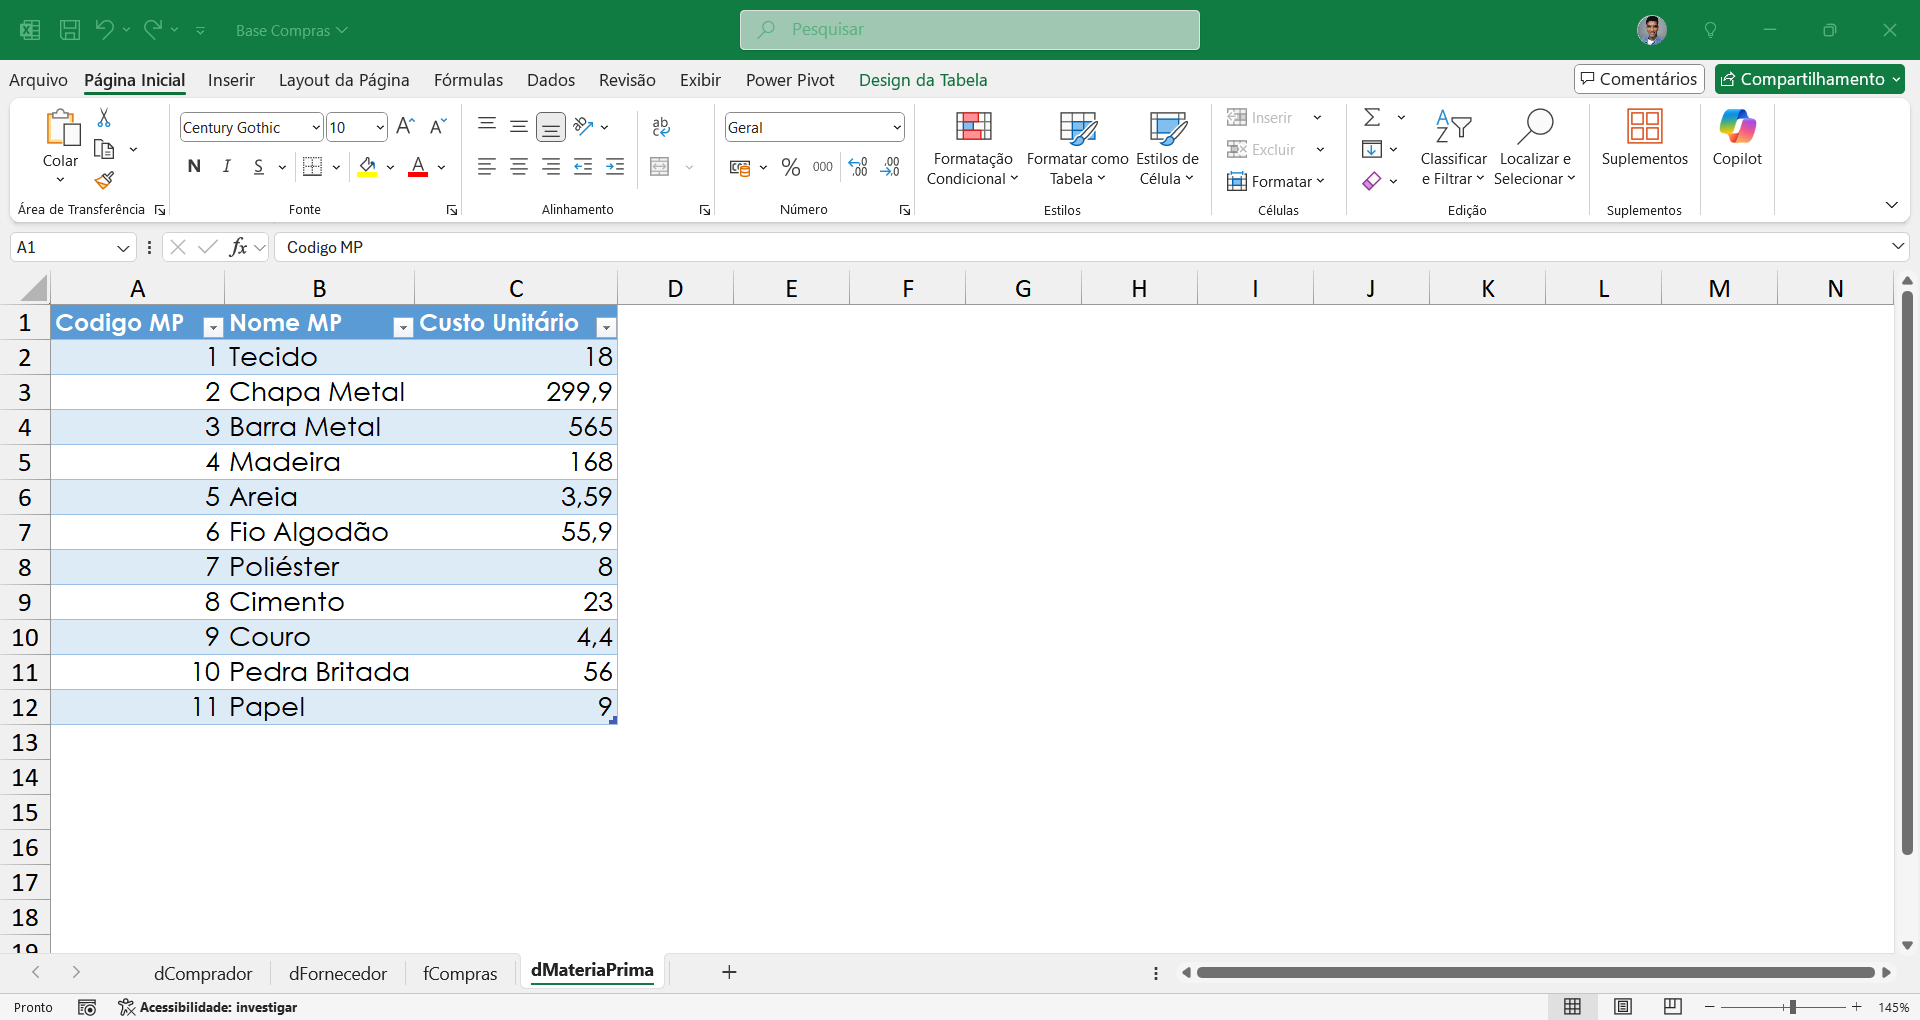 Base Compras
Pesquisar
Arquivo Página Inicial Inserir Layout da Página Fórmulas Dados Revisão Exibir Power Pivot Design da Tabela Comentários Compartilhamento
Colar
Área de Transferência
Century Gothic 10
N I S A
Fonte
ab
Alinhamento
Geral
% 000
Número
Formatação Condicional
Formatar como Tabela
Estilos de Célula
Estilos
Inserir
Excluir
Formatar
Células
Classificar e Filtrar
Localizar e Selecionar
Edição
Suplementos
Suplementos
Copilot
A1 fx Codigo MP
A B C D E F G H I J K L M N
1 Codigo MP Nome MP Custo Unitário
2 1 Tecido 18
3 2 Chapa Metal 299,9
4 3 Barra Metal 565
5 4 Madeira 168
6 5 Areia 3,59
7 6 Fio Algodão 55,9
8 7 Poliéster 8
9 8 Cimento 23
10 9 Couro 4,4
11 10 Pedra Britada 56
12 11 Papel 9
13
14
15
16
17
18
19
dComprador dFornecedor fCompras dMateriaPrima
Pronto Acessibilidade: investigar 145%